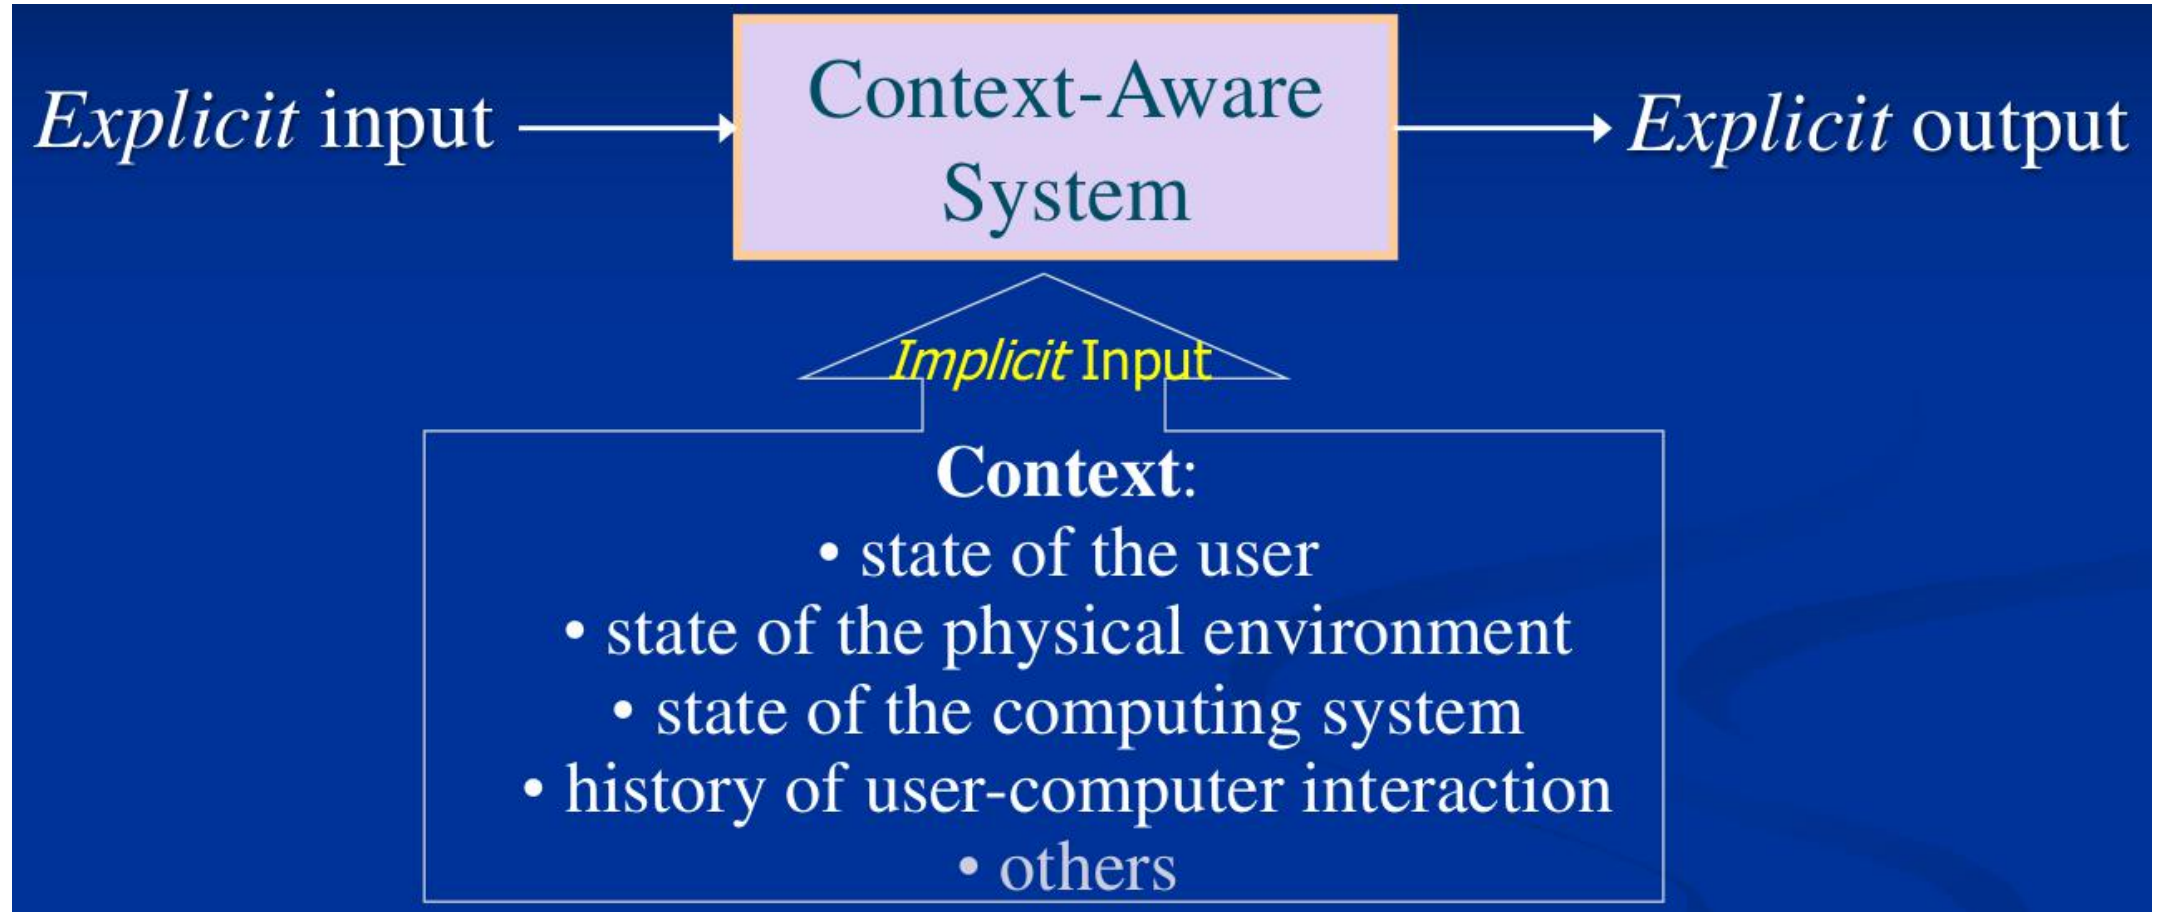 Explicit input
Context-Aware
System
Explicit output
Implicit Input
Context:
• state of the user
• state of the physical environment
• state of the computing system
• history of user-computer interaction
• others